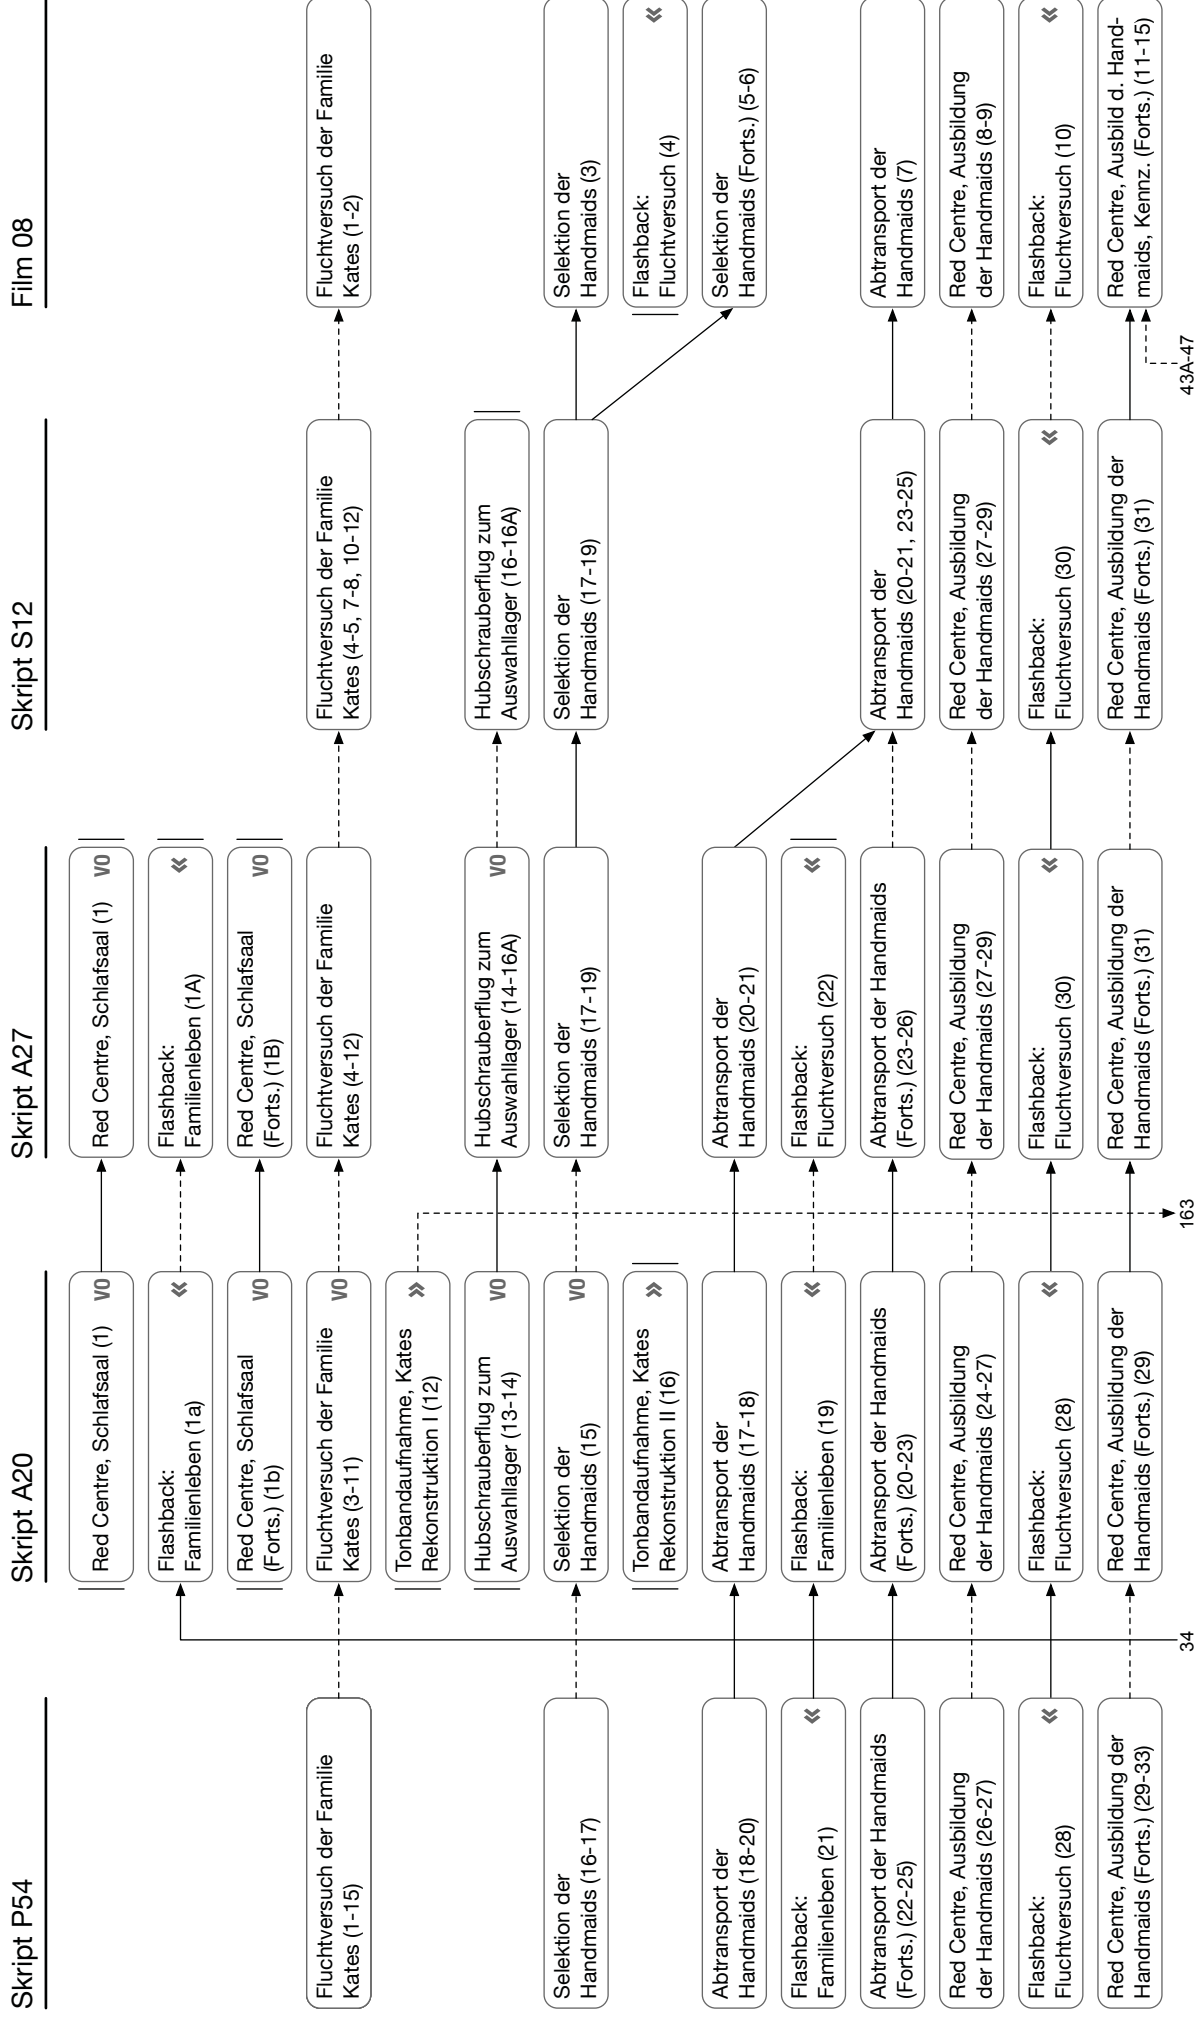 Skript P54
Fluchtversuch der Familie
Kates (1-15)
Selektion der
Handmaids (16-17)
Abtransport der
Handmaids (18-20)
Flashback:
Familienleben (21)
«
Abtransport der Handmaids
(Forts.) (22-25)
Red Centre, Ausbildung
der Handmaids (26-27)
Flashback:
Fluchtversuch (28)
«
Red Centre, Ausbildung der
Handmaids (Forts.) (29-33)
34
Skript A20
Red Centre, Schlafsaal (1)
VO
Flashback:
Familienleben (1a)
«
Red Centre, Schlafsaal
(Forts.) (1b)
VO
Fluchtversuch der Familie
Kates (3-11)
VO
Tonbandaufnahme, Kates
Rekonstruktion I (12)
»
Hubschrauberflug zum
Auswahllager (13-14)
VO
Selektion der
Handmaids (15)
VO
Tonbandaufnahme, Kates
Rekonstruktion II (16)
»
Abtransport der
Handmaids (17-18)
Flashback:
Familienleben (19)
«
Abtransport der Handmaids
(Forts.) (20-23)
Red Centre, Ausbildung
der Handmaids (24-27)
Flashback:
Fluchtversuch (28)
«
Red Centre, Ausbildung der
Handmaids (Forts.) (29)
163
Skript A27
Red Centre, Schlafsaal (1)
VO
Flashback:
Familienleben (1A)
«
Red Centre, Schlafsaal
(Forts.) (1B)
VO
Fluchtversuch der Familie
Kates (4-12)
Hubschrauberflug zum
Auswahllager (14-16A)
VO
Selektion der
Handmaids (17-19)
Abtransport der
Handmaids (20-21)
Flashback:
Fluchtversuch (22)
«
Abtransport der Handmaids
(Forts.) (23-26)
Red Centre, Ausbildung
der Handmaids (27-29)
Flashback:
Fluchtversuch (30)
«
Red Centre, Ausbildung der
Handmaids (Forts.) (31)
Skript S12
Fluchtversuch der Familie
Kates (4-5, 7-8, 10-12)
Hubschrauberflug zum
Auswahllager (16-16A)
Selektion der
Handmaids (17-19)
Abtransport der
Handmaids (20-21, 23-25)
Red Centre, Ausbildung
der Handmaids (27-29)
Flashback:
Fluchtversuch (30)
«
Red Centre, Ausbildung der
Handmaids (Forts.) (31)
43A-47
Film 08
Fluchtversuch der Familie
Kates (1-2)
Selektion der
Handmaids (3)
Flashback:
Fluchtversuch (4)
«
Selektion der
Handmaids (Forts.) (5-6)
Abtransport der
Handmaids (7)
Red Centre, Ausbildung
der Handmaids (8-9)
Flashback:
Fluchtversuch (10)
«
Red Centre, Ausbild d. Hand-
maids, Kennz. (Forts.) (11-15)